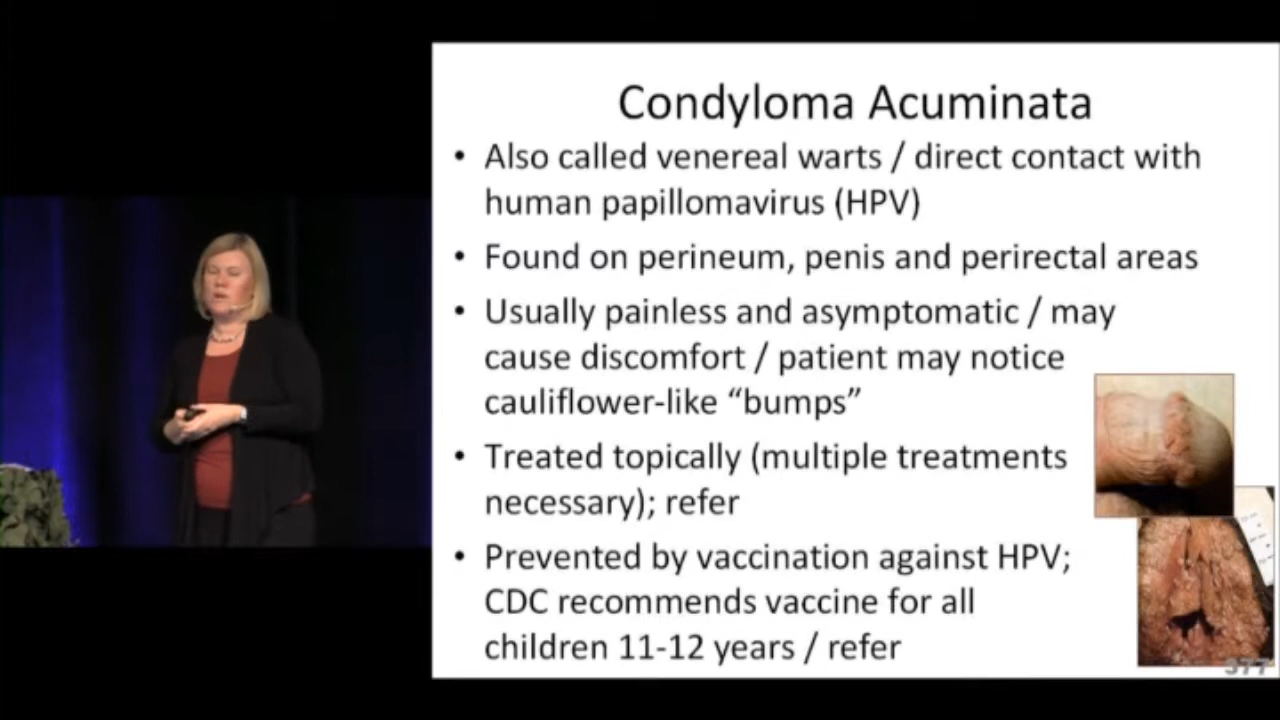 Condyloma Acuminata
• Also called venereal warts / direct contact with
human papillomavirus (HPV)
• Found on perineum, penis and perirectal areas
• Usually painless and asymptomatic / may
cause discomfort / patient may notice
cauliflower-like “bumps”
• Treated topically (multiple treatments
necessary); refer
• Prevented by vaccination against HPV;
CDC recommends vaccine for all
children 11-12 years / refer
377